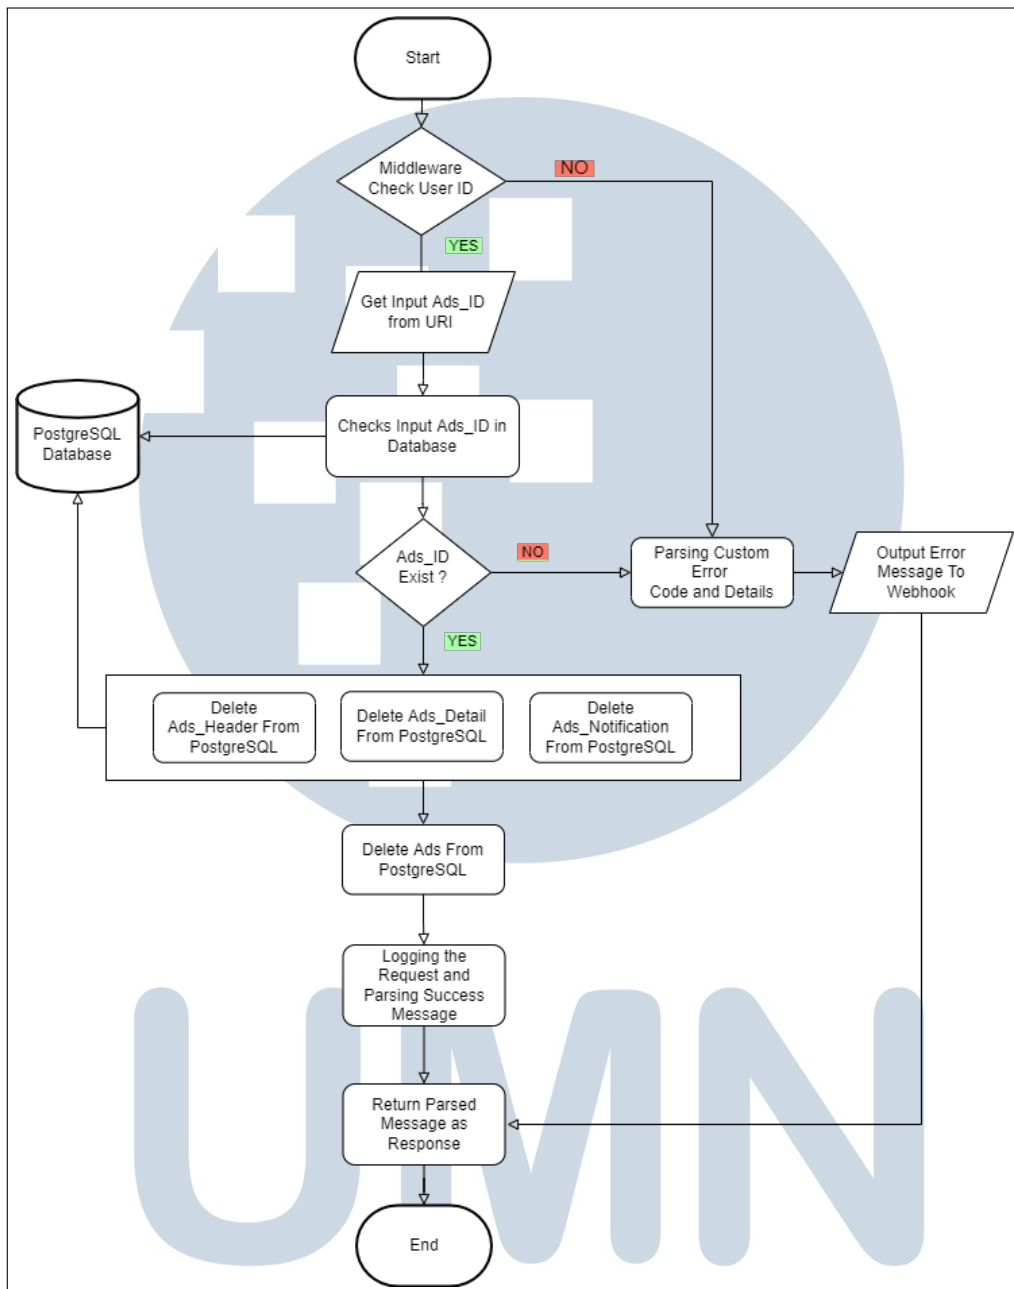 Start
Middleware
Check User ID
NO
YES
Get Input Ads_ID
from URI
Checks Input Ads_ID in
Database
PostgreSQL
Database
Ads_ID
Exist ?
NO
Parsing Custom
Error
Code and Details
Output Error
Message To
Webhook
YES
Delete
Ads_Header From
PostgreSQL
Delete Ads_Detail
From PostgreSQL
Delete
Ads_Notification
From PostgreSQL
Delete Ads From
PostgreSQL
Logging the
Request and
Parsing Success
Message
Return Parsed
Message as
Response
End
UMN